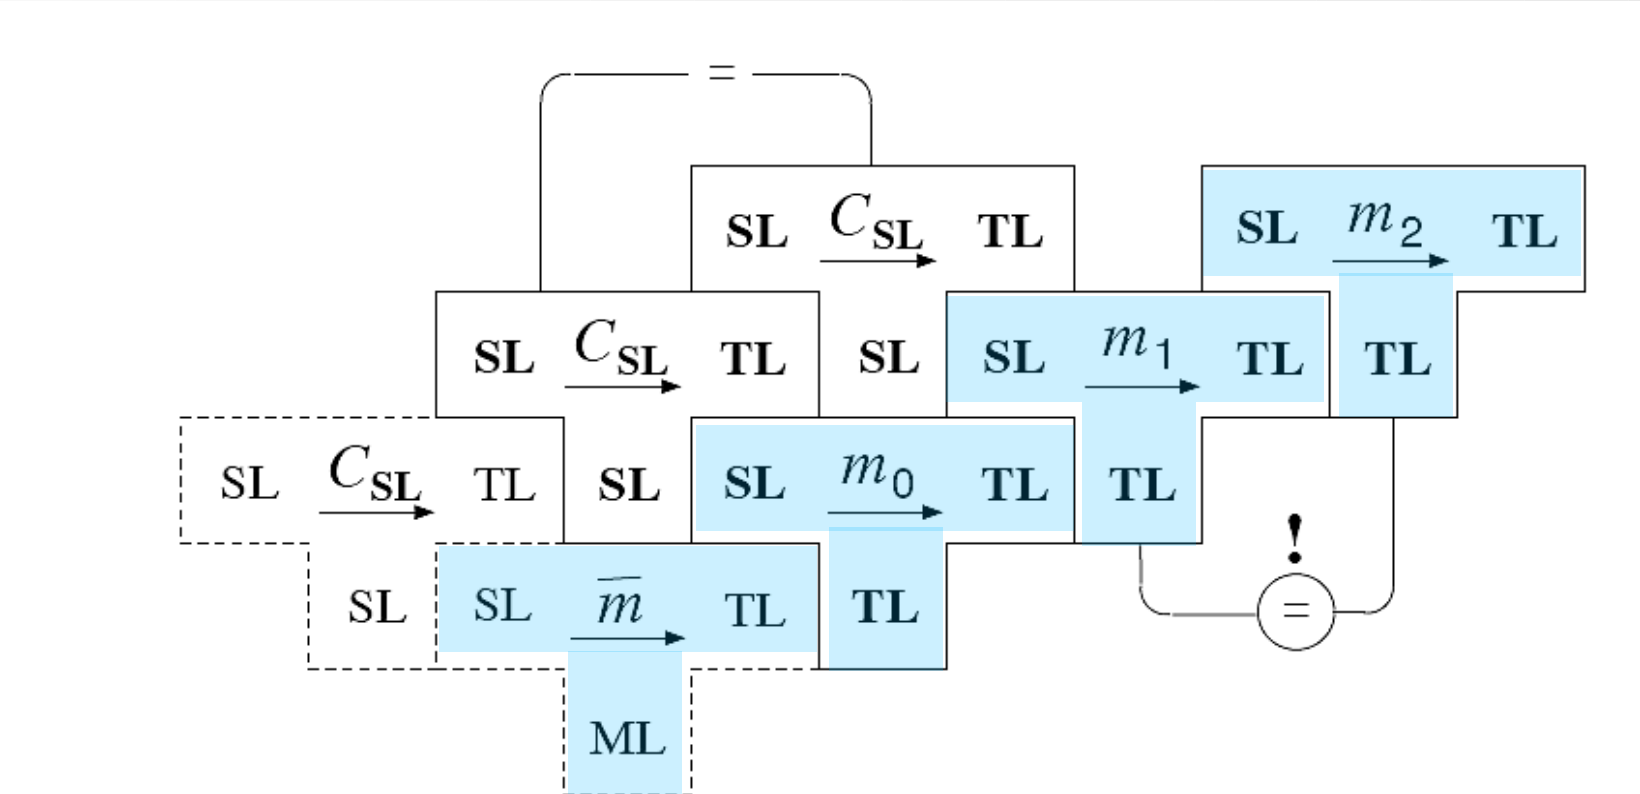 =
SL C_SL TL SL m_2 TL
SL C_SL TL SL SL m_1 TL TL
SL C_SL TL SL SL m_0 TL TL !
SL SL m̅ TL TL =
ML